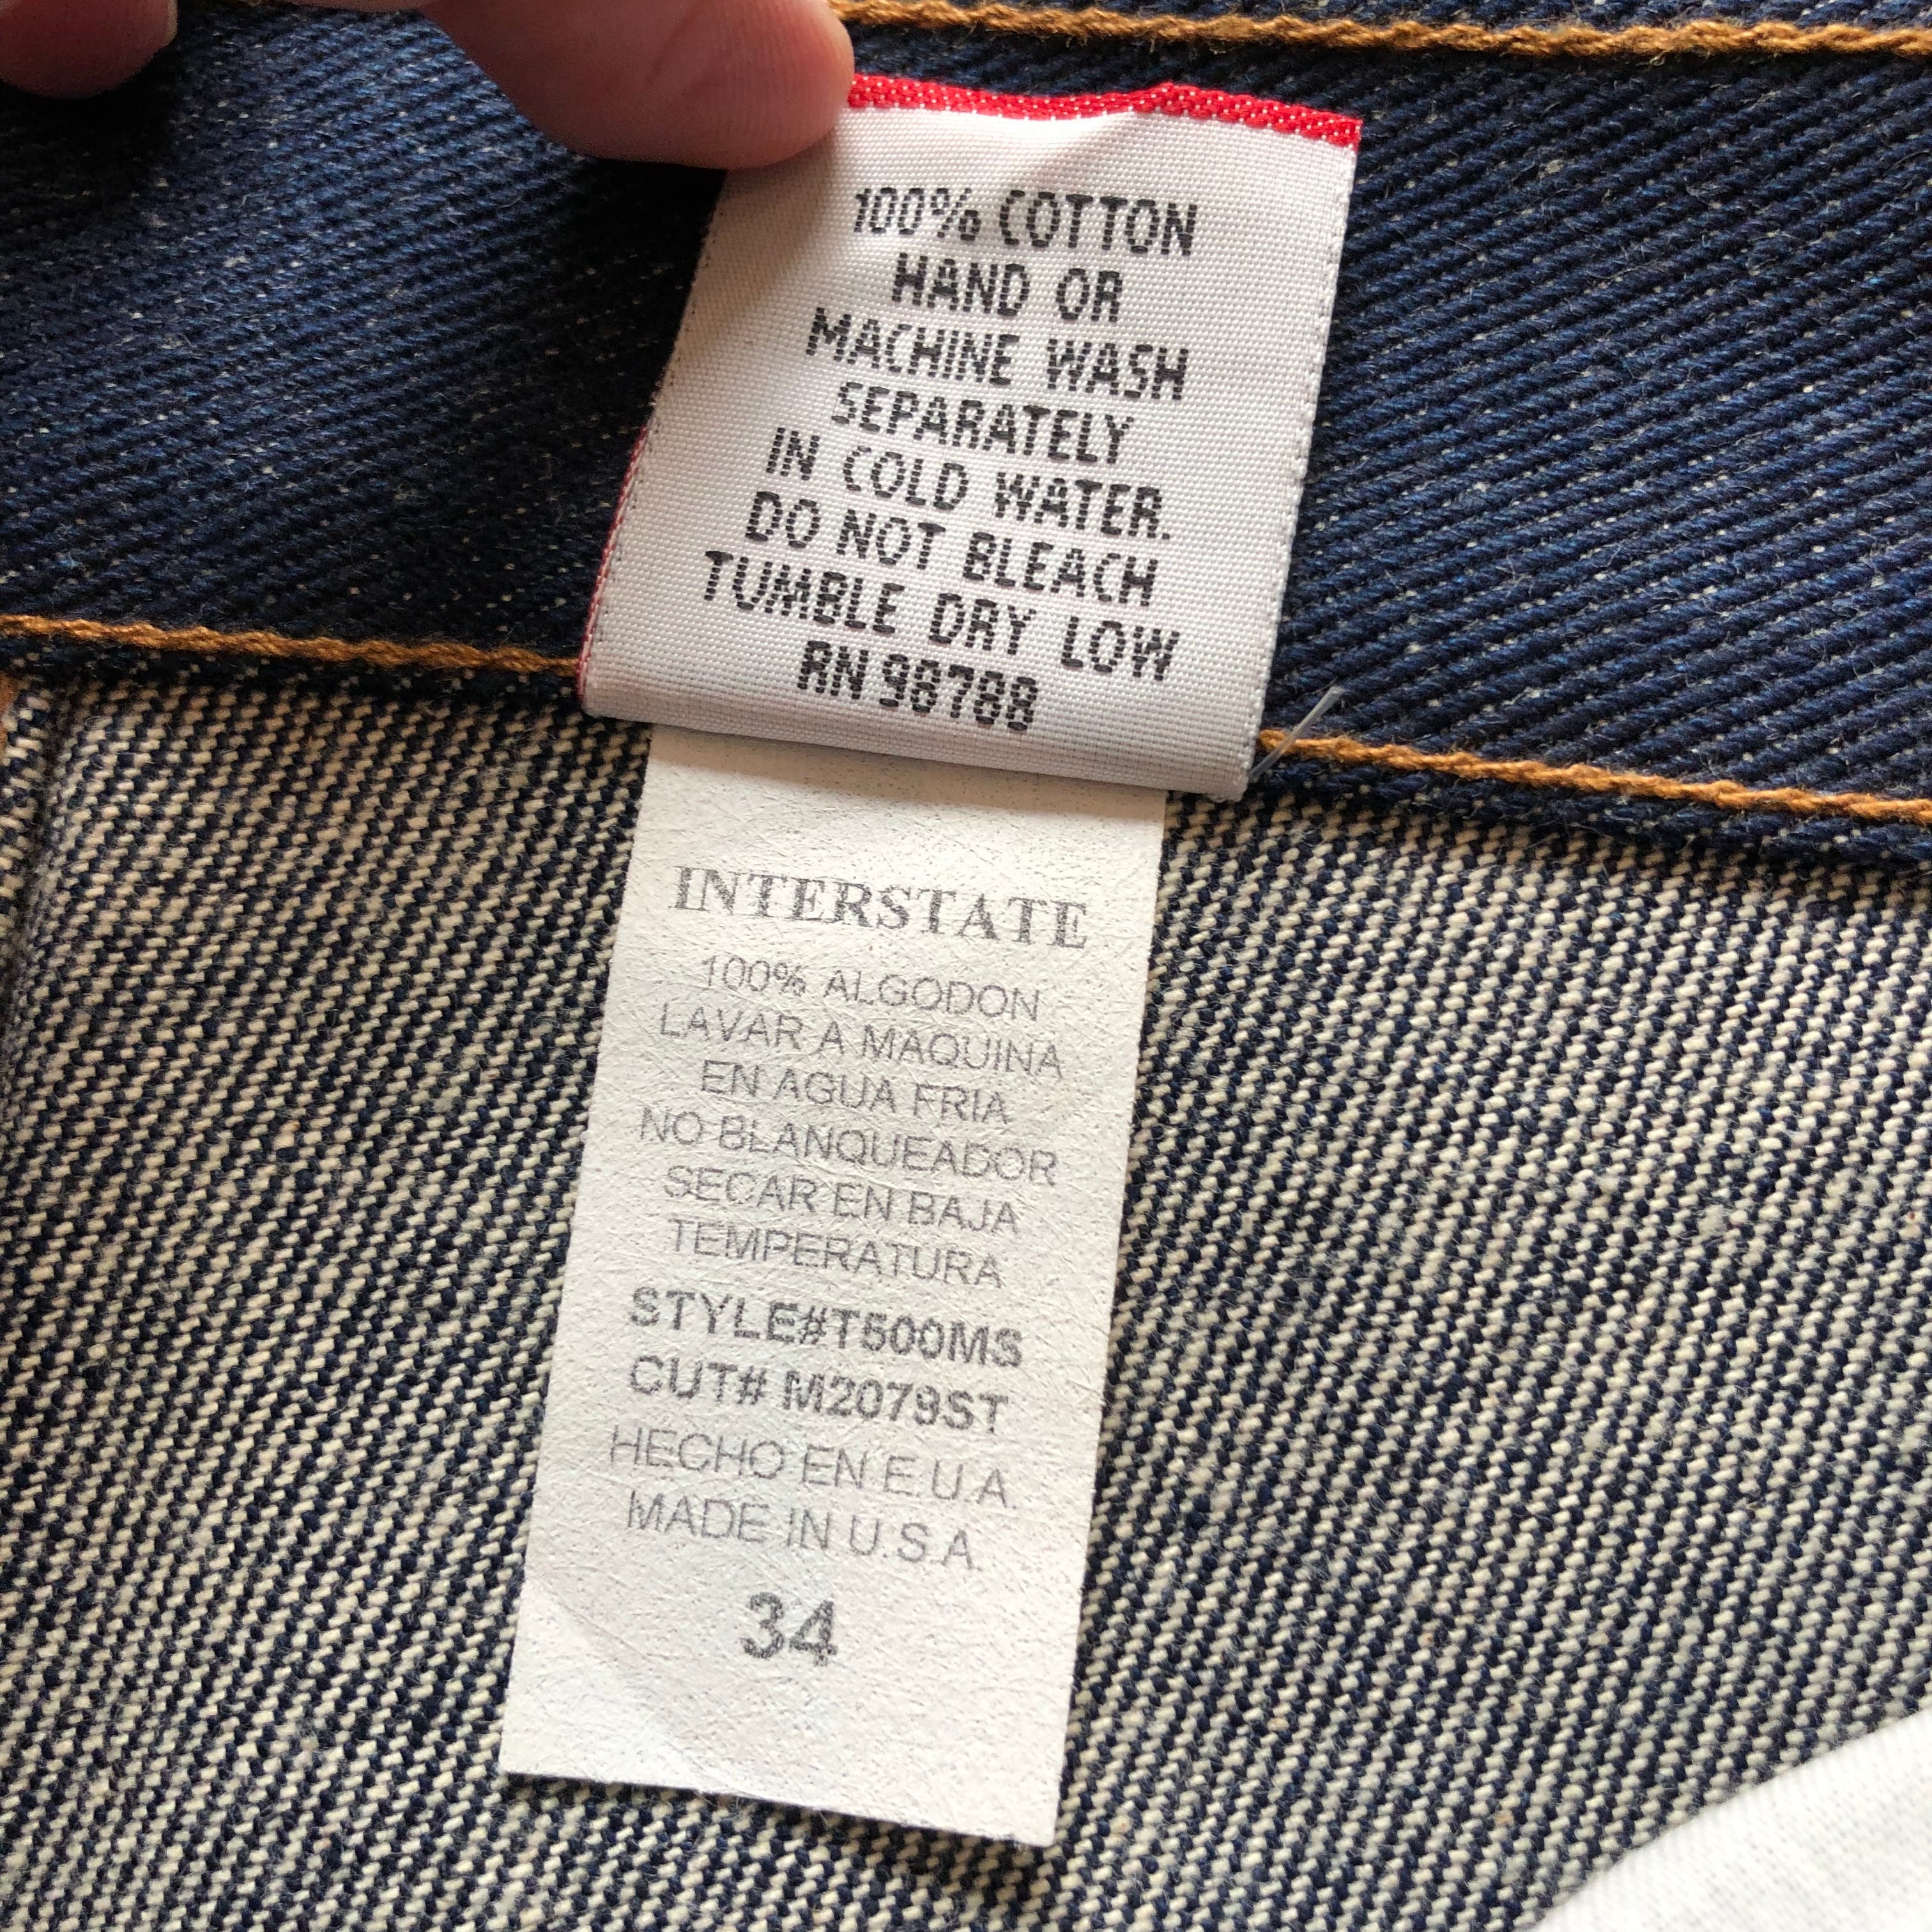 100% COTTON
HAND OR
MACHINE WASH
SEPARATELY
IN COLD WATER.
DO NOT BLEACH
TUMBLE DRY LOW
RN 98788
INTERSTATE
100% ALGODON
LAVAR A MAQUINA
EN AGUA FRIA
NO BLANQUEADOR
SECAR EN BAJA
TEMPERATURA
STYLE#T500MS
CUT# M2079ST
HECHO EN E.U.A.
MADE IN U.S.A.
34